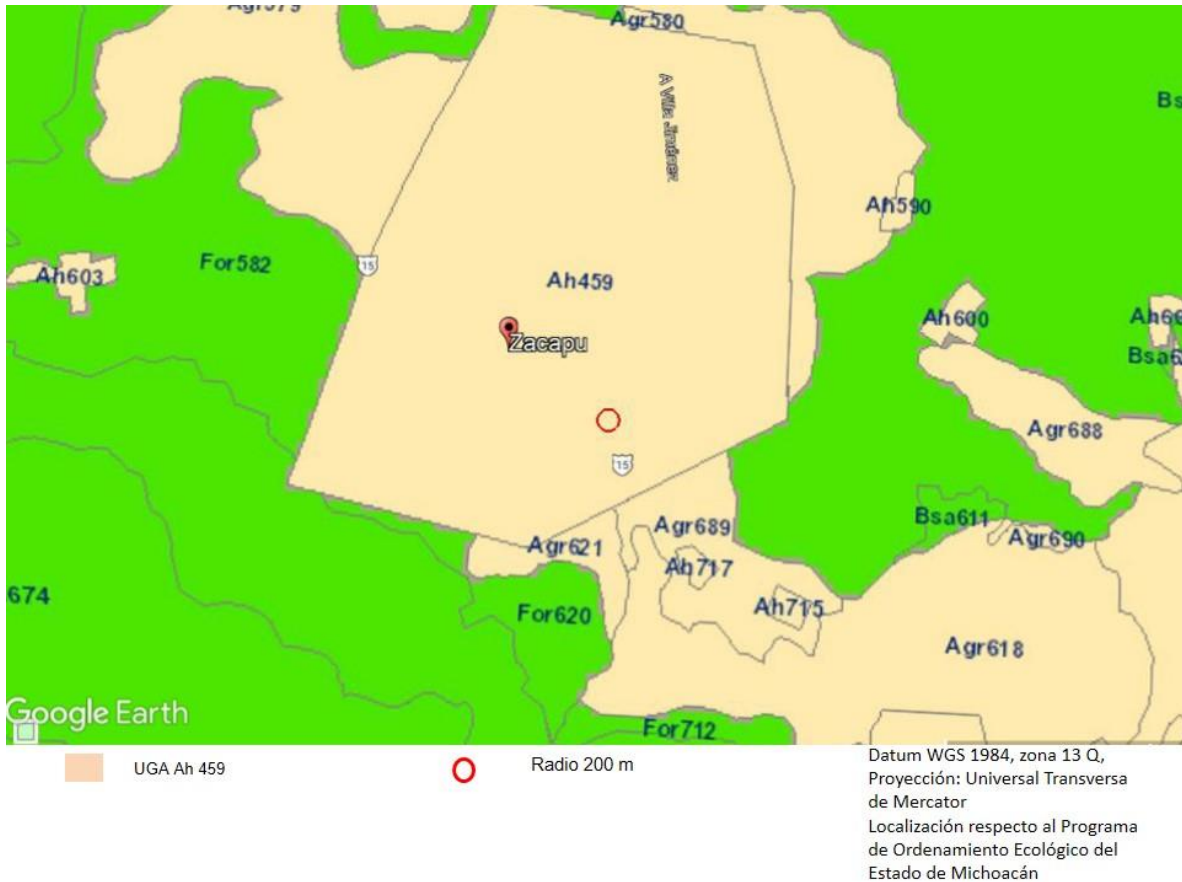 Agr579
Agr580
A Villa Jiménez
Bs
Ah590
For582
15
Ah603
Ah459
Zacapu
Ah600
Bsa6
Agr688
15
Bsa611
Agr690
Agr689
Agr621
Ah717
674
For620
Ah715
Agr618
Google Earth
For712
UGA Ah 459
Radio 200 m
Datum WGS 1984, zona 13 Q,
Proyección: Universal Transversa
de Mercator
Localización respecto al Programa
de Ordenamiento Ecológico del
Estado de Michoacán